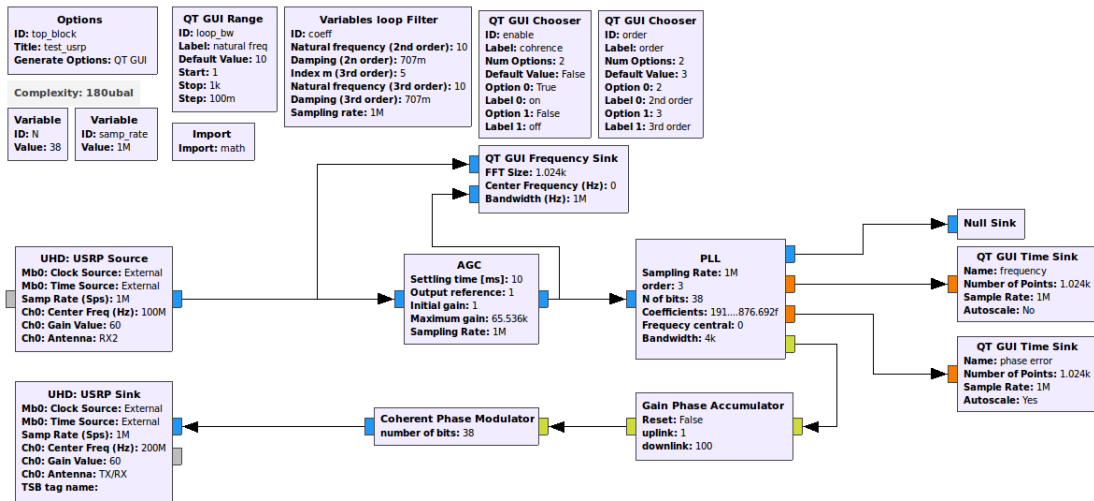 Options
ID: top_block
Title: test_usrp
Generate Options: QT GUI
Complexity: 180ubal
Variable
ID: N
Value: 38
Variable
ID: samp_rate
Value: 1M
QT GUI Range
ID: loop_bw
Label: natural freq
Default Value: 10
Start: 1
Stop: 1k
Step: 100m
Import
Import: math
Variables loop Filter
ID: coeff
Natural frequency (2nd order): 10
Damping (2n order): 707m
Index m (3rd order): 5
Natural frequency (3rd order): 10
Damping (3rd order): 707m
Sampling rate: 1M
QT GUI Chooser
ID: enable
Label: cohrence
Num Options: 2
Default Value: False
Option 0: True
Label 0: on
Option 1: False
Label 1: off
QT GUI Chooser
ID: order
Label: order
Num Options: 2
Default Value: 3
Option 0: 2
Label 0: 2nd order
Option 1: 3
Label 1: 3rd order
QT GUI Frequency Sink
FFT Size: 1.024k
Center Frequency (Hz): 0
Bandwidth (Hz): 1M
UHD: USRP Source
Mb0: Clock Source: External
Mb0: Time Source: External
Samp Rate (Sps): 1M
Ch0: Center Freq (Hz): 100M
Ch0: Gain Value: 60
Ch0: Antenna: RX2
AGC
Settling time [ms]: 10
Output reference: 1
Initial gain: 1
Maximum gain: 65.536k
Sampling Rate: 1M
PLL
Sampling Rate: 1M
order: 3
N of bits: 38
Coefficients: 191....876.692f
Frequecy central: 0
Bandwidth: 4k
Null Sink
QT GUI Time Sink
Name: frequency
Number of Points: 1.024k
Sample Rate: 1M
Autoscale: No
QT GUI Time Sink
Name: phase error
Number of Points: 1.024k
Sample Rate: 1M
Autoscale: Yes
UHD: USRP Sink
Mb0: Clock Source: External
Mb0: Time Source: External
Samp Rate (Sps): 1M
Ch0: Center Freq (Hz): 200M
Ch0: Gain Value: 60
Ch0: Antenna: TX/RX
TSB tag name:
Coherent Phase Modulator
number of bits: 38
Gain Phase Accumulator
Reset: False
uplink: 1
downlink: 100